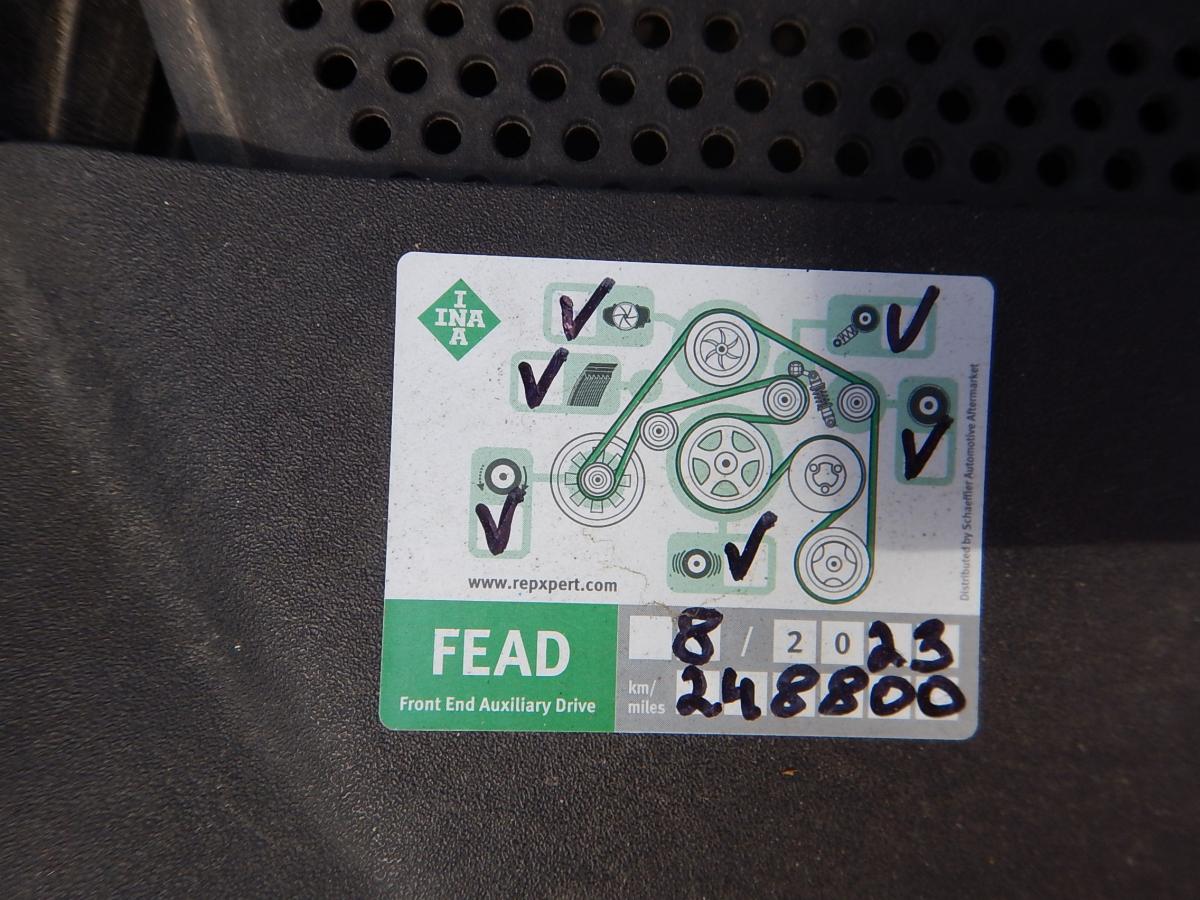 I
INA
A
www.repxpert.com
Distributed by Schaeffler Automotive Aftermarket
FEAD
Front End Auxiliary Drive
8 / 2023
km/
miles 248800